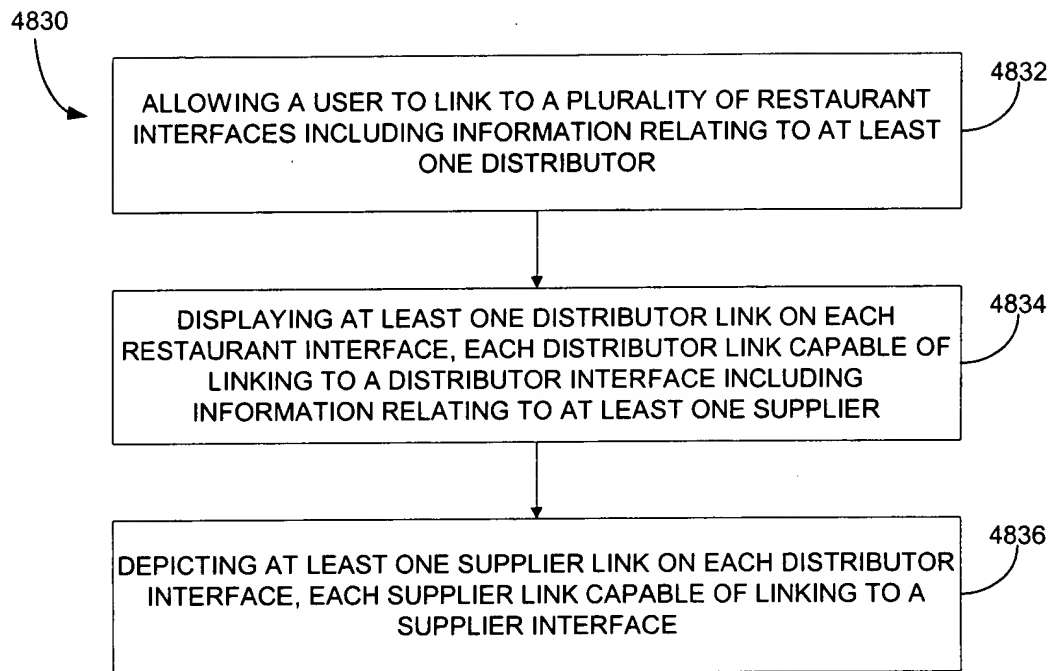 4830
4832
ALLOWING A USER TO LINK TO A PLURALITY OF RESTAURANT
INTERFACES INCLUDING INFORMATION RELATING TO AT LEAST
ONE DISTRIBUTOR
4834
DISPLAYING AT LEAST ONE DISTRIBUTOR LINK ON EACH
RESTAURANT INTERFACE, EACH DISTRIBUTOR LINK CAPABLE OF
LINKING TO A DISTRIBUTOR INTERFACE INCLUDING
INFORMATION RELATING TO AT LEAST ONE SUPPLIER
4836
DEPICTING AT LEAST ONE SUPPLIER LINK ON EACH DISTRIBUTOR
INTERFACE, EACH SUPPLIER LINK CAPABLE OF LINKING TO A
SUPPLIER INTERFACE